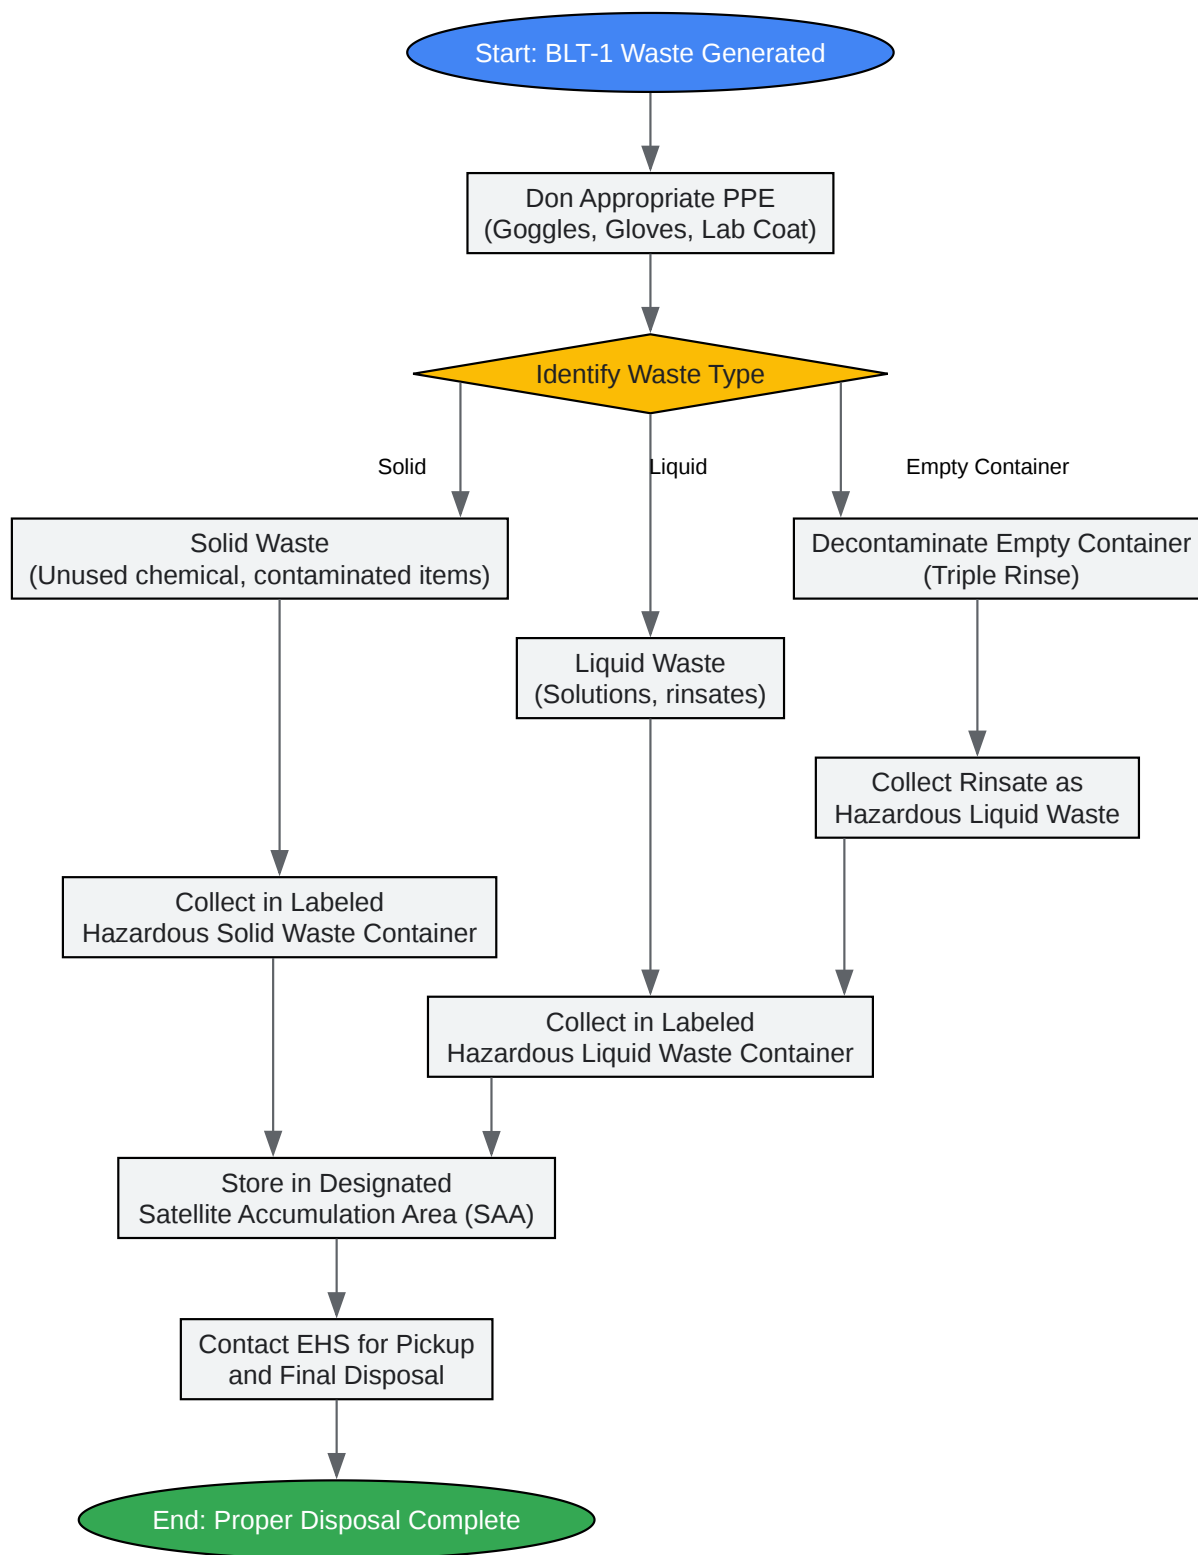 Start: BLT-1 Waste Generated
Don Appropriate PPE
(Goggles, Gloves, Lab Coat)
Identify Waste Type
Solid
Liquid
Empty Container
Solid Waste
(Unused chemical, contaminated items)
Decontaminate Empty Container
(Triple Rinse)
Liquid Waste
(Solutions, rinsates)
Collect Rinsate as
Hazardous Liquid Waste
Collect in Labeled
Hazardous Solid Waste Container
Collect in Labeled
Hazardous Liquid Waste Container
Store in Designated
Satellite Accumulation Area (SAA)
Contact EHS for Pickup
and Final Disposal
End: Proper Disposal Complete